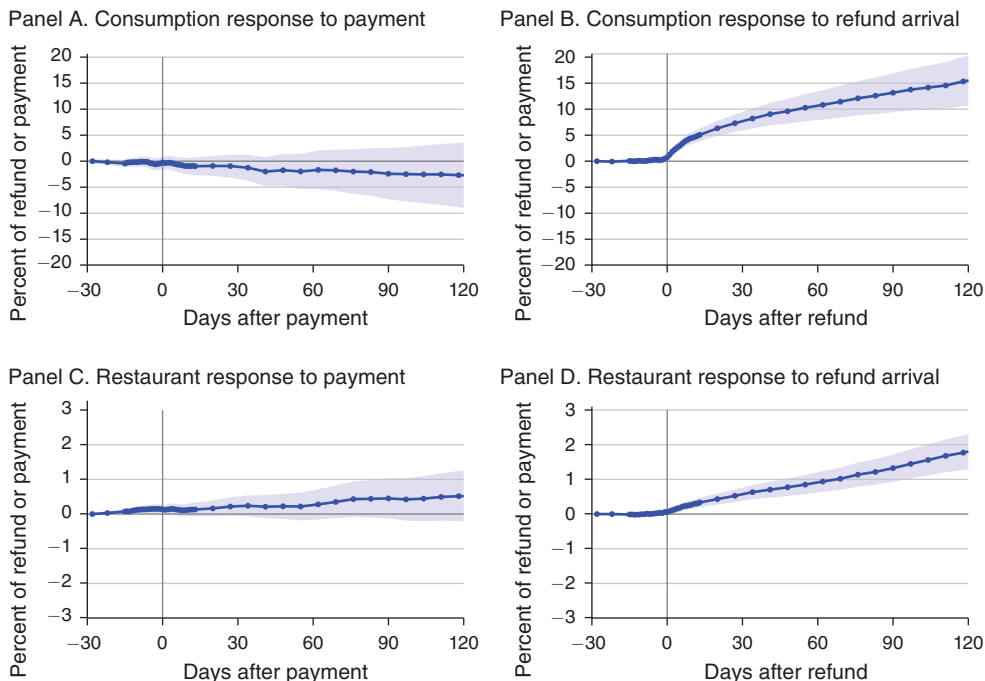 Panel A. Consumption response to payment
Percent of refund or payment
20
15
10
5
0
−5
−10
−15
−20
−30 0 30 60 90 120
Days after payment
Panel B. Consumption response to refund arrival
Percent of refund or payment
20
15
10
5
0
−5
−10
−15
−20
−30 0 30 60 90 120
Days after refund
Panel C. Restaurant response to payment
Percent of refund or payment
3
2
1
0
−1
−2
−3
−30 0 30 60 90 120
Days after payment
Panel D. Restaurant response to refund arrival
Percent of refund or payment
3
2
1
0
−1
−2
−3
−30 0 30 60 90 120
Days after refund